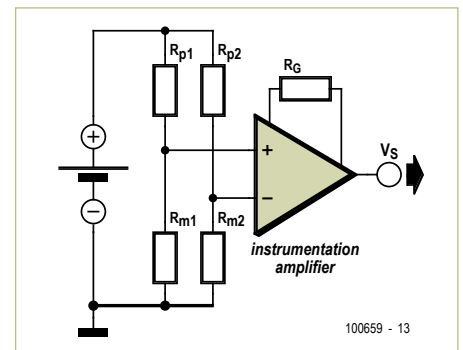 Rp1
Rp2
RG
+
+
VS
−
−
Rm1
Rm2
instrumentation
amplifier
100659 - 13